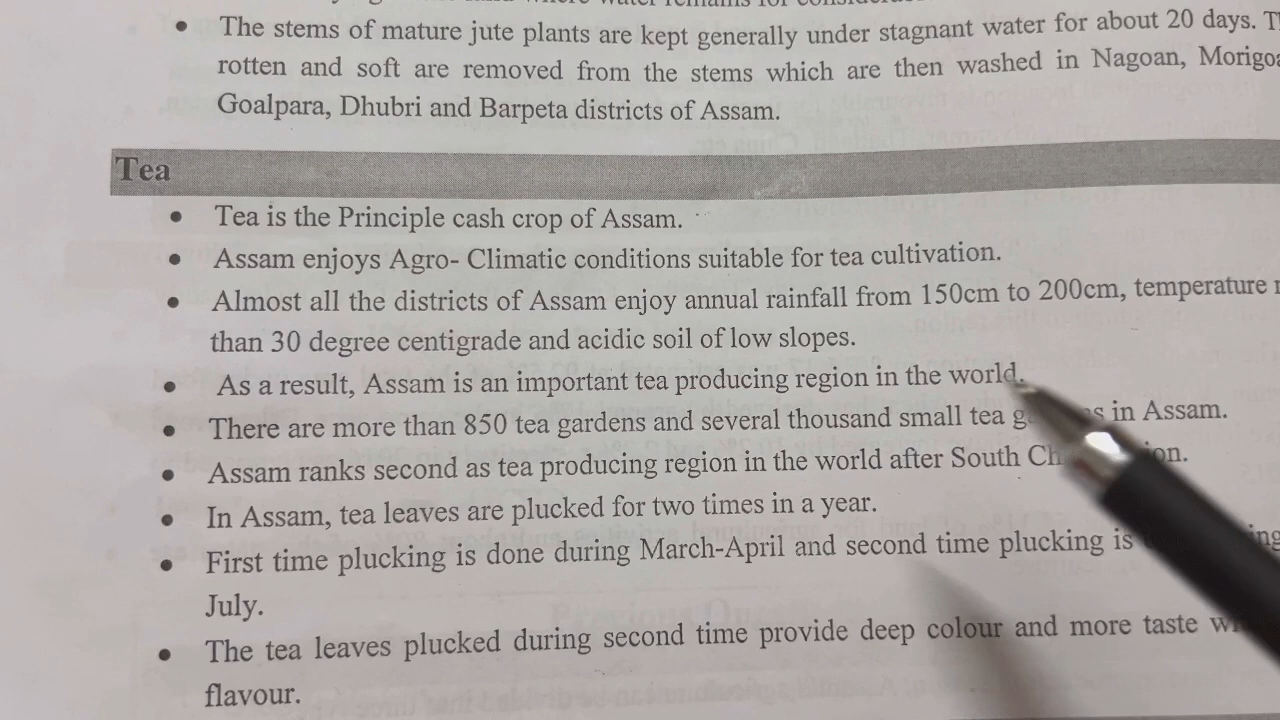 The stems of mature jute plants are kept generally under stagnant water for about 20 days.
rotten and soft are removed from the stems which are then washed in Nagoan,
Goalpara, Dhubri and Barpeta districts of Assam.
Tea
• Tea is the Principle cash crop of Assam.
• Assam enjoys Agro- Climatic conditions suitable for tea cultivation.
• Almost all the districts of Assam enjoy annual rainfall from 150cm to 200cm, temperature
than 30 degree centigrade and acidic soil of low slopes.
• As a result, Assam is an important tea producing region in the world.
• There are more than 850 tea gardens and several thousand small tea in Assam.
• Assam ranks second as tea producing region in the world after South
• In Assam, tea leaves are plucked for two times in a year.
• First time plucking is done during March-April and second time plucking is
July.
• The tea leaves plucked during second time provide deep colour and more taste
flavour.